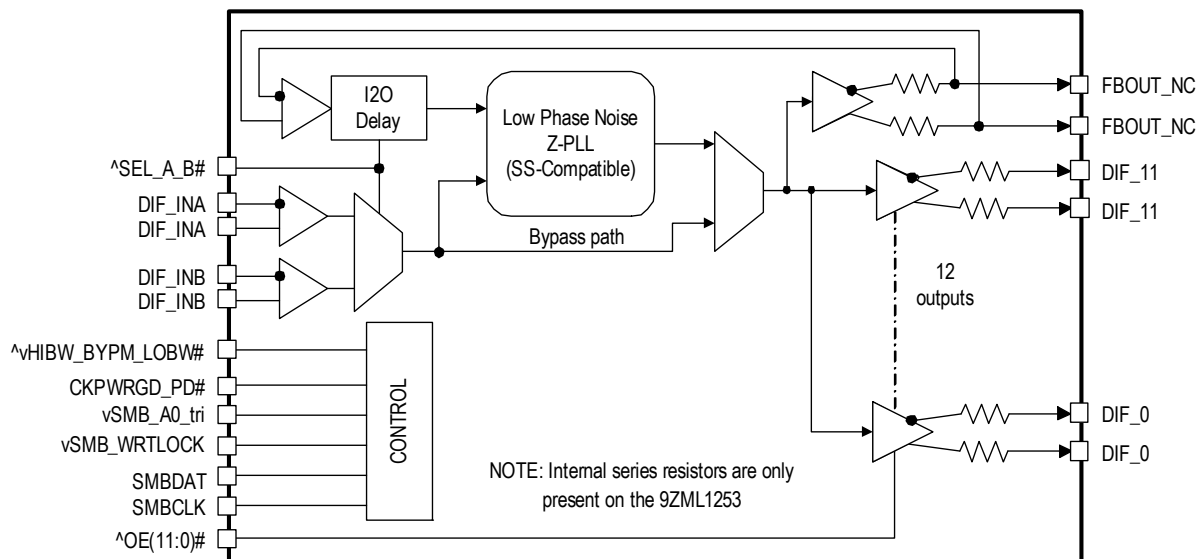 I2O
Delay
Low Phase Noise
Z-PLL
(SS-Compatible)
FBOUT_NC
FBOUT_NC
^SEL_A_B#
DIF_INA
DIF_INA
DIF_INB
DIF_INB
Bypass path
DIF_11
DIF_11
12
outputs
^vHIBW_BYPM_LOBW#
CKPWRGD_PD#
vSMB_A0_tri
vSMB_WRTLOCK
SMBDAT
SMBCLK
^OE(11:0)#
CONTROL
NOTE: Internal series resistors are only
present on the 9ZML1253
DIF_0
DIF_0